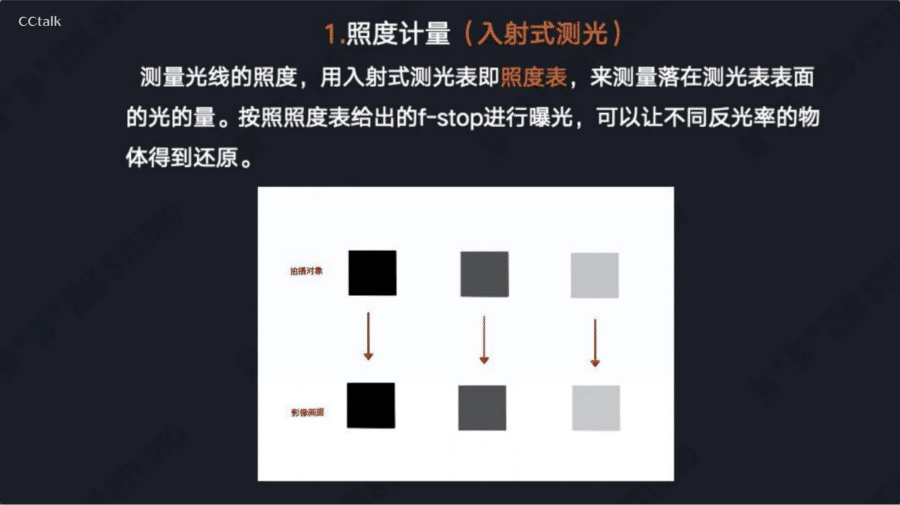 CCtalk
1.照度计量（入射式测光）
测量光线的照度，用入射式测光表即照度表，来测量落在测光表表面
的光的量。按照照度表给出的f-stop进行曝光，可以让不同反光率的物
体得到还原。
拍摄对象
影像画面